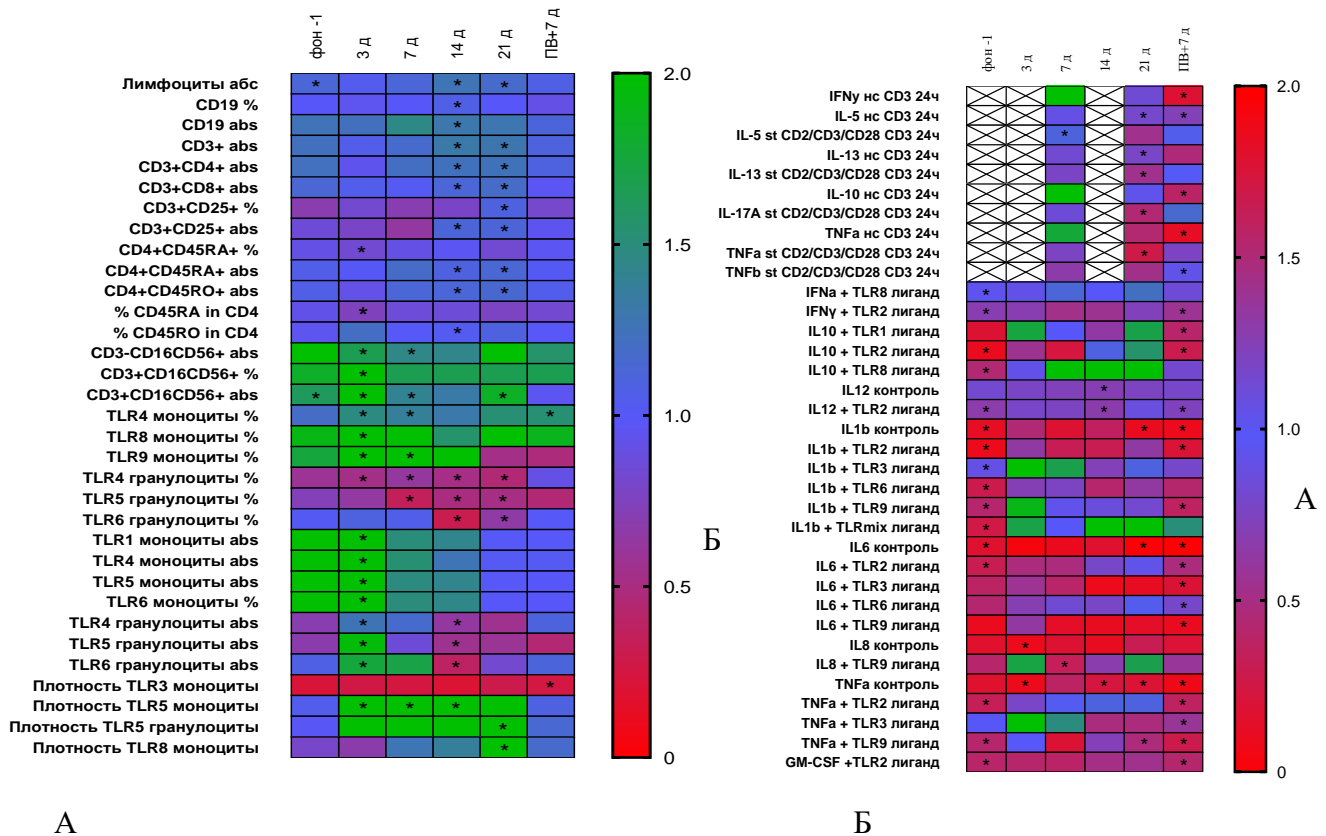 фон -1 3 д 7 д 14 д 21 д ПВ+7 д
Лимфоциты абс * * *
CD19 % *
CD19 abs *
CD3+ abs * *
CD3+CD4+ abs * *
CD3+CD8+ abs * *
CD3+CD25+ % *
CD3+CD25+ abs * *
CD4+CD45RA+ % *
CD4+CD45RA+ abs * *
CD4+CD45RO+ abs * *
% CD45RA in CD4 *
% CD45RO in CD4 *
CD3-CD16CD56+ abs * *
CD3+CD16CD56+ % *
CD3+CD16CD56+ abs * * * *
TLR4 моноциты % * * *
TLR8 моноциты % *
TLR9 моноциты % * *
TLR4 гранулоциты % * * * *
TLR5 гранулоциты % * * *
TLR6 гранулоциты % * *
TLR1 моноциты abs *
TLR4 моноциты abs *
TLR5 моноциты abs *
TLR6 моноциты % *
TLR4 гранулоциты abs * *
TLR5 гранулоциты abs * *
TLR6 гранулоциты abs * *
Плотность TLR3 моноциты *
Плотность TLR5 моноциты * * *
Плотность TLR5 гранулоциты *
Плотность TLR8 моноциты *
2.0
1.5
1.0
0.5
0
Б
А
фон -1 3 д 7 д 14 д 21 д ПВ+7 д
IFNy нс CD3 24ч *
IL-5 нс CD3 24ч * *
IL-5 st CD2/CD3/CD28 CD3 24ч *
IL-13 нс CD3 24ч *
IL-13 st CD2/CD3/CD28 CD3 24ч *
IL-10 нс CD3 24ч *
IL-17A st CD2/CD3/CD28 CD3 24ч *
TNFa нс CD3 24ч *
TNFa st CD2/CD3/CD28 CD3 24ч *
TNFb st CD2/CD3/CD28 CD3 24ч *
IFNa + TLR8 лиганд *
IFNγ + TLR2 лиганд * *
IL10 + TLR1 лиганд *
IL10 + TLR2 лиганд * *
IL10 + TLR8 лиганд *
IL12 контроль *
IL12 + TLR2 лиганд * * *
IL1b контроль * * *
IL1b + TLR2 лиганд * *
IL1b + TLR3 лиганд *
IL1b + TLR6 лиганд *
IL1b + TLR9 лиганд * *
IL1b + TLRmix лиганд *
IL6 контроль * * *
IL6 + TLR2 лиганд * *
IL6 + TLR3 лиганд *
IL6 + TLR6 лиганд *
IL6 + TLR9 лиганд *
IL8 контроль *
IL8 + TLR9 лиганд *
TNFa контроль * * * *
TNFa + TLR2 лиганд * *
TNFa + TLR3 лиганд *
TNFa + TLR9 лиганд * * *
GM-CSF +TLR2 лиганд * *
2.0
1.5
1.0
0.5
0
А
Б